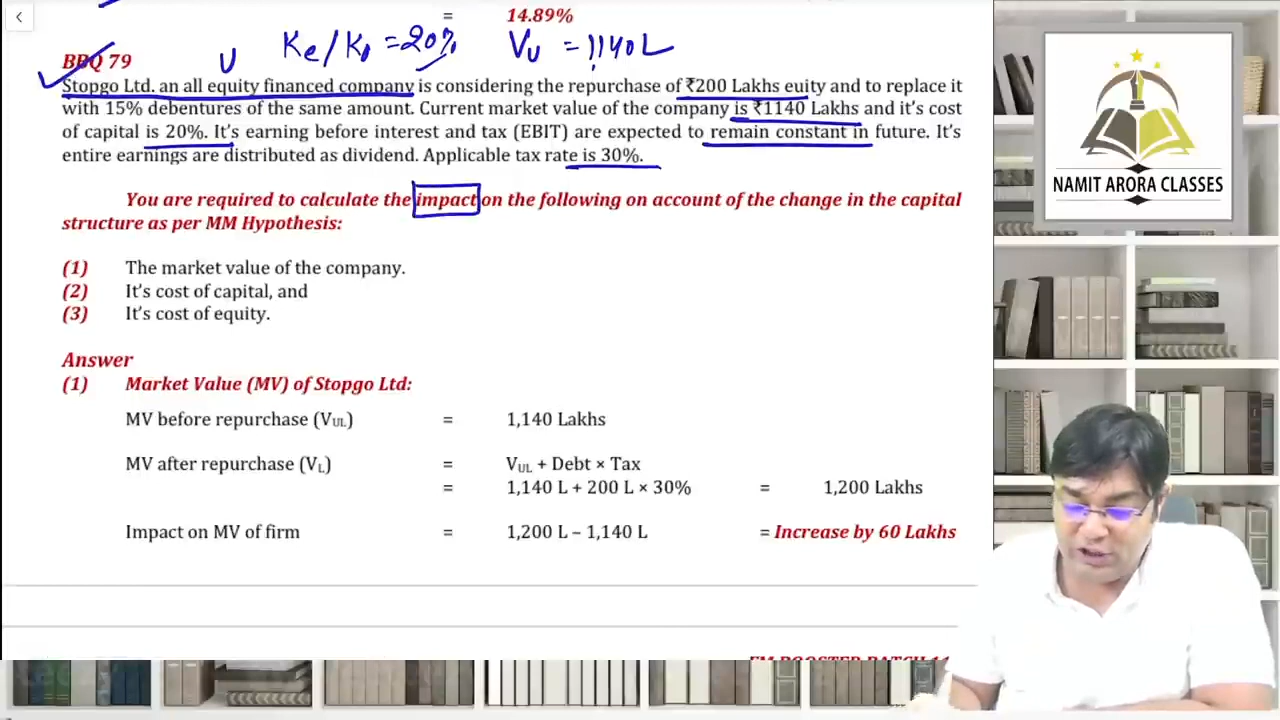 = 14.89%
Ke/K0 = 20% Vu = 1140L
U
BBQ 79
Stopgo Ltd. an all equity financed company is considering the repurchase of ₹200 Lakhs euity and to replace it
with 15% debentures of the same amount. Current market value of the company is ₹1140 Lakhs and it's cost
of capital is 20%. It's earning before interest and tax (EBIT) are expected to remain constant in future. It's
entire earnings are distributed as dividend. Applicable tax rate is 30%.
You are required to calculate the impact on the following on account of the change in the capital
structure as per MM Hypothesis:
(1) The market value of the company.
(2) It's cost of capital, and
(3) It's cost of equity.
Answer
(1) Market Value (MV) of Stopgo Ltd:
MV before repurchase (VUL) = 1,140 Lakhs
MV after repurchase (VL) = VUL + Debt × Tax
= 1,140 L + 200 L × 30% = 1,200 Lakhs
Impact on MV of firm = 1,200 L – 1,140 L = Increase by 60 Lakhs
NAMIT ARORA CLASSES